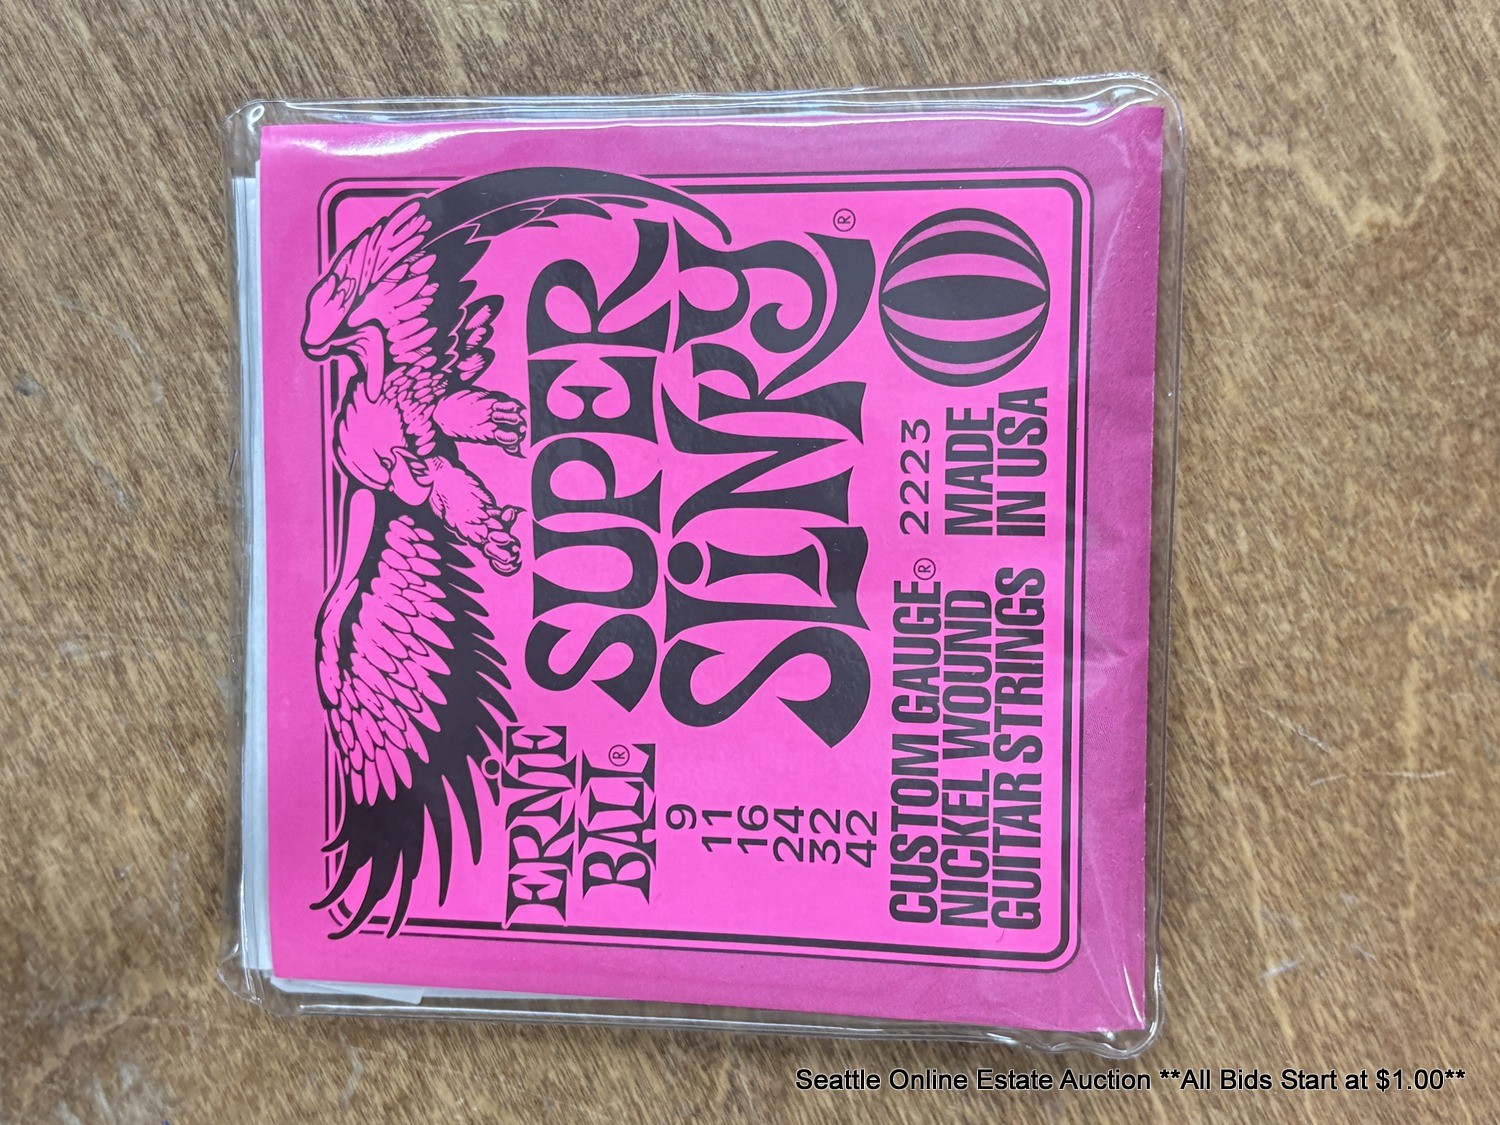 ERNiE
BALL®
SUPER
SLiNKY®
9
11
16
24
32
42
CUSTOM GAUGE® 2223
NICKEL WOUND MADE
GUITAR STRINGS IN USA
Seattle Online Estate Auction **All Bids Start at $1.00**